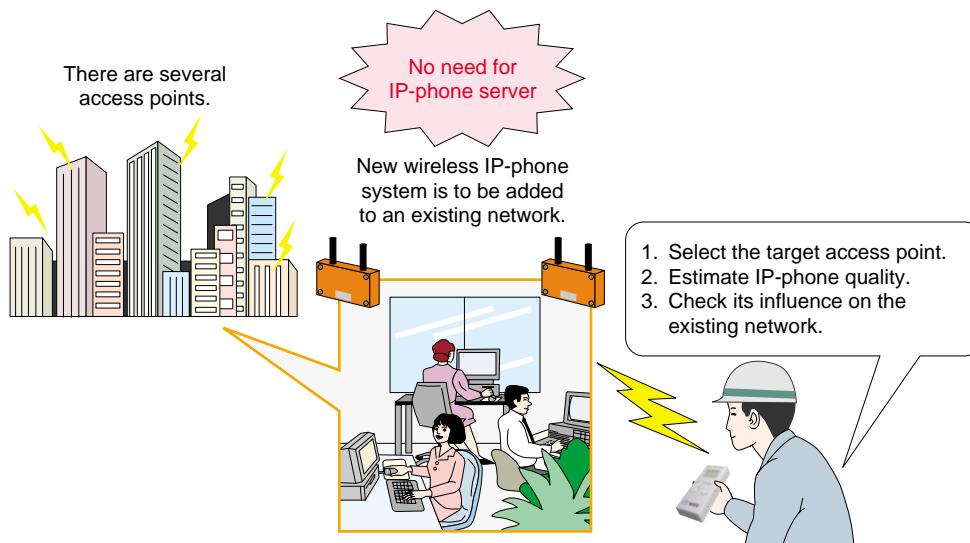 There are several
access points.
No need for
IP-phone server
New wireless IP-phone
system is to be added
to an existing network.
1. Select the target access point.
2. Estimate IP-phone quality.
3. Check its influence on the
existing network.